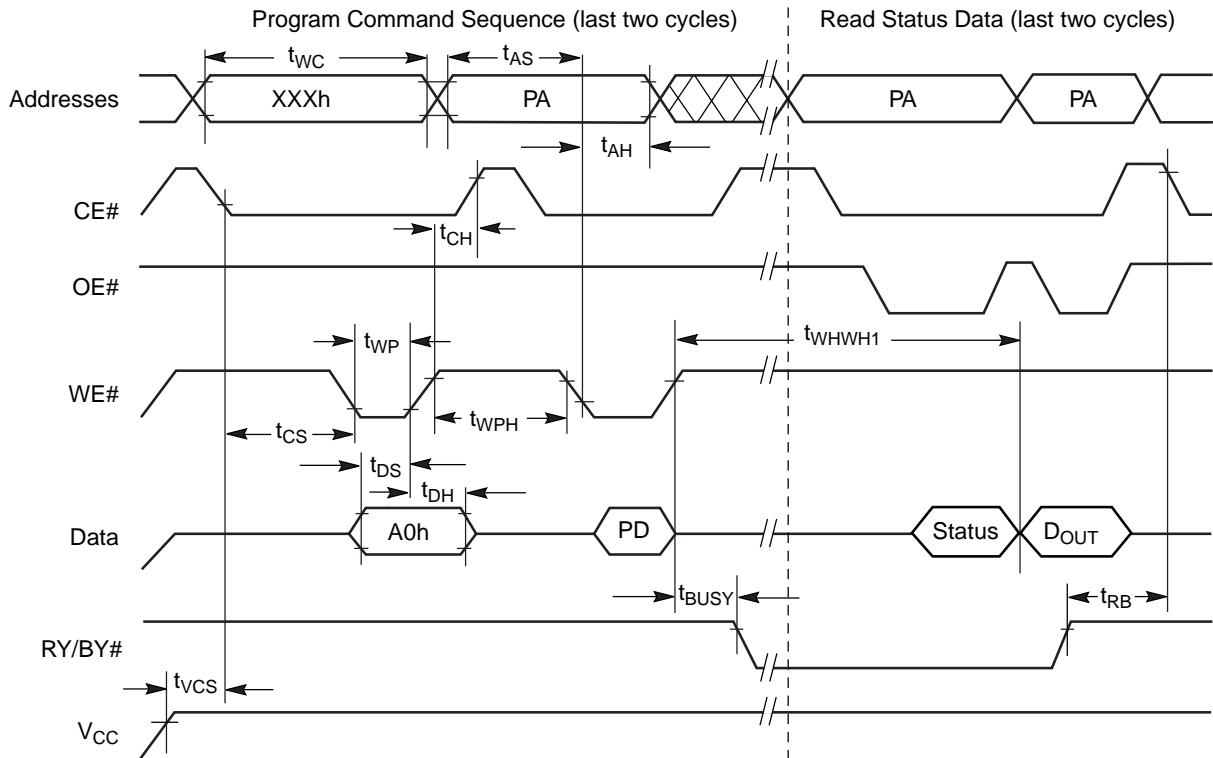 Program Command Sequence (last two cycles)
Read Status Data (last two cycles)
tWC
tAS
Addresses
XXXh
PA
PA
PA
tAH
CE#
tCH
OE#
tWP
tWHWH1
WE#
tWPH
tCS
tDS
tDH
Data
A0h
PD
Status
DOUT
tBUSY
tRB
RY/BY#
tVCS
VCC